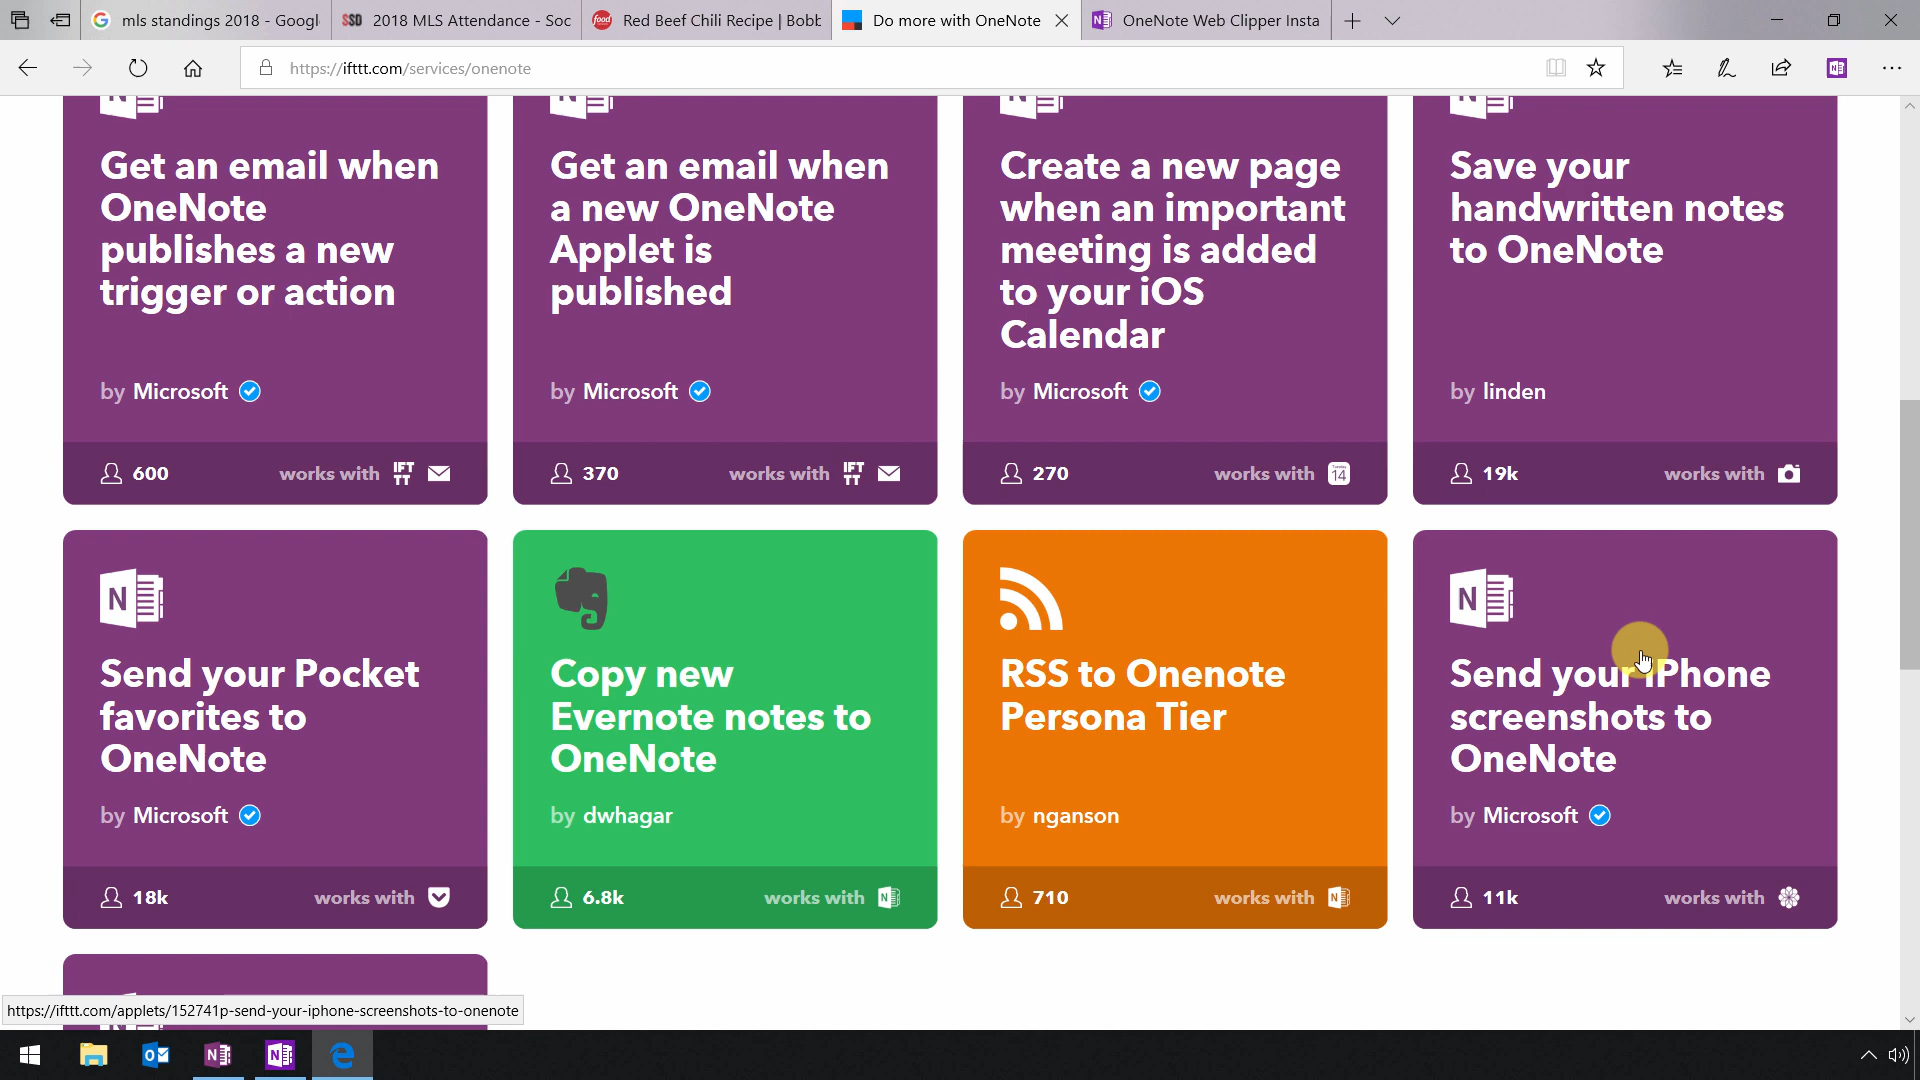 mls standings 2018 - Googl
SSD 2018 MLS Attendance - Soc
food Red Beef Chili Recipe | Bobb
Do more with OneNote
OneNote Web Clipper Insta
https://ifttt.com/services/onenote
Get an email when
OneNote
publishes a new
trigger or action
by Microsoft
600 works with IFTTT
Get an email when
a new OneNote
Applet is
published
by Microsoft
370 works with IFTTT
Create a new page
when an important
meeting is added
to your iOS
Calendar
by Microsoft
270 works with 14
Save your
handwritten notes
to OneNote
by linden
19k works with
N
Send your Pocket
favorites to
OneNote
by Microsoft
18k works with
Copy new
Evernote notes to
OneNote
by dwhagar
6.8k works with N
RSS to Onenote
Persona Tier
by nganson
710 works with N
N
Send your iPhone
screenshots to
OneNote
by Microsoft
11k works with
https://ifttt.com/applets/152741p-send-your-iphone-screenshots-to-onenote